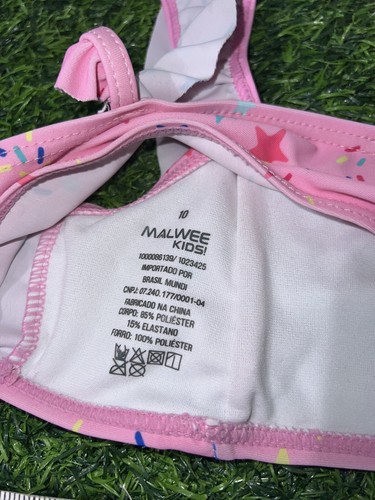 10
MALWEE
KIDS!
1000086139/ 1023425
IMPORTADO POR
BRASIL MUNDI
CNPJ: 07.240.177/0001-04
FABRICADO NA CHINA
CORPO: 85% POLIÉSTER
15% ELASTANO
FORRO: 100% POLIÉSTER